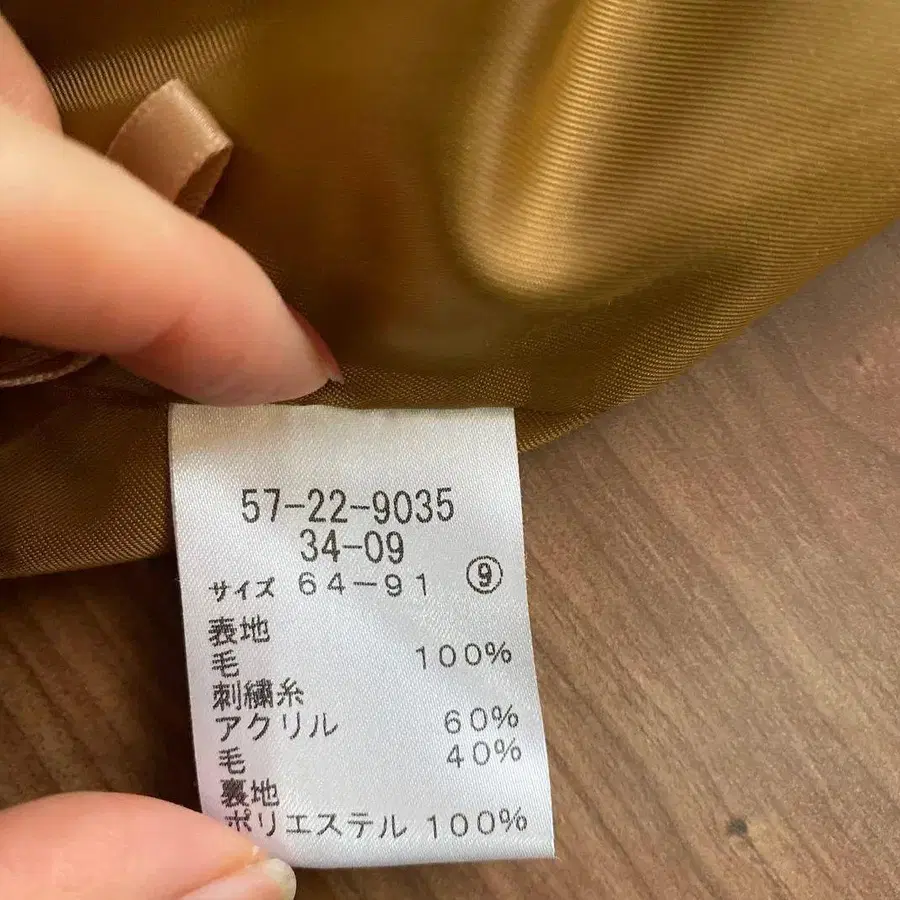 57-22-9035
34-09
サイズ 64-91 ⑨
表地
毛 100%
刺繍糸
アクリル 60%
毛 40%
裏地
ポリエステル 100%